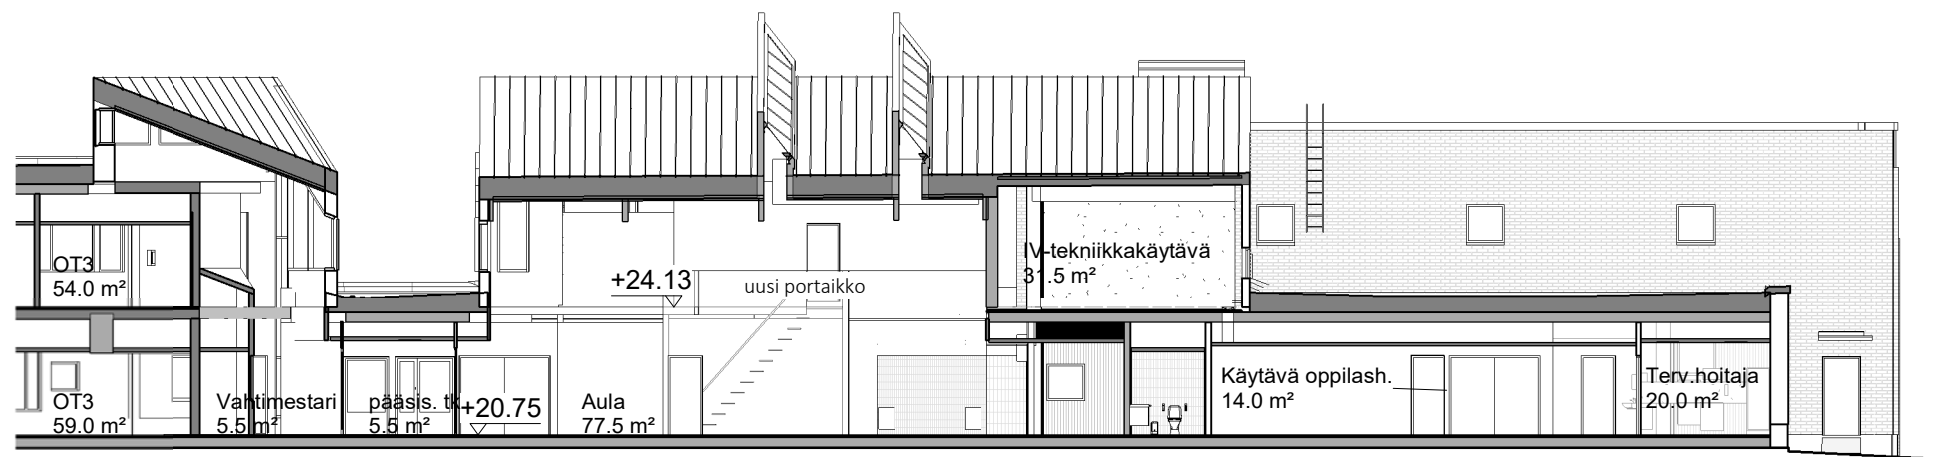 OT3
54.0 m²
+24.13
uusi portaikko
IV-tekniikkakäytävä
31.5 m²
OT3
59.0 m²
Vahtimestari
5.5 m²
pääsis. tk
5.5 m²
+20.75
Aula
77.5 m²
Käytävä oppilash.
14.0 m²
Terv.hoitaja
20.0 m²